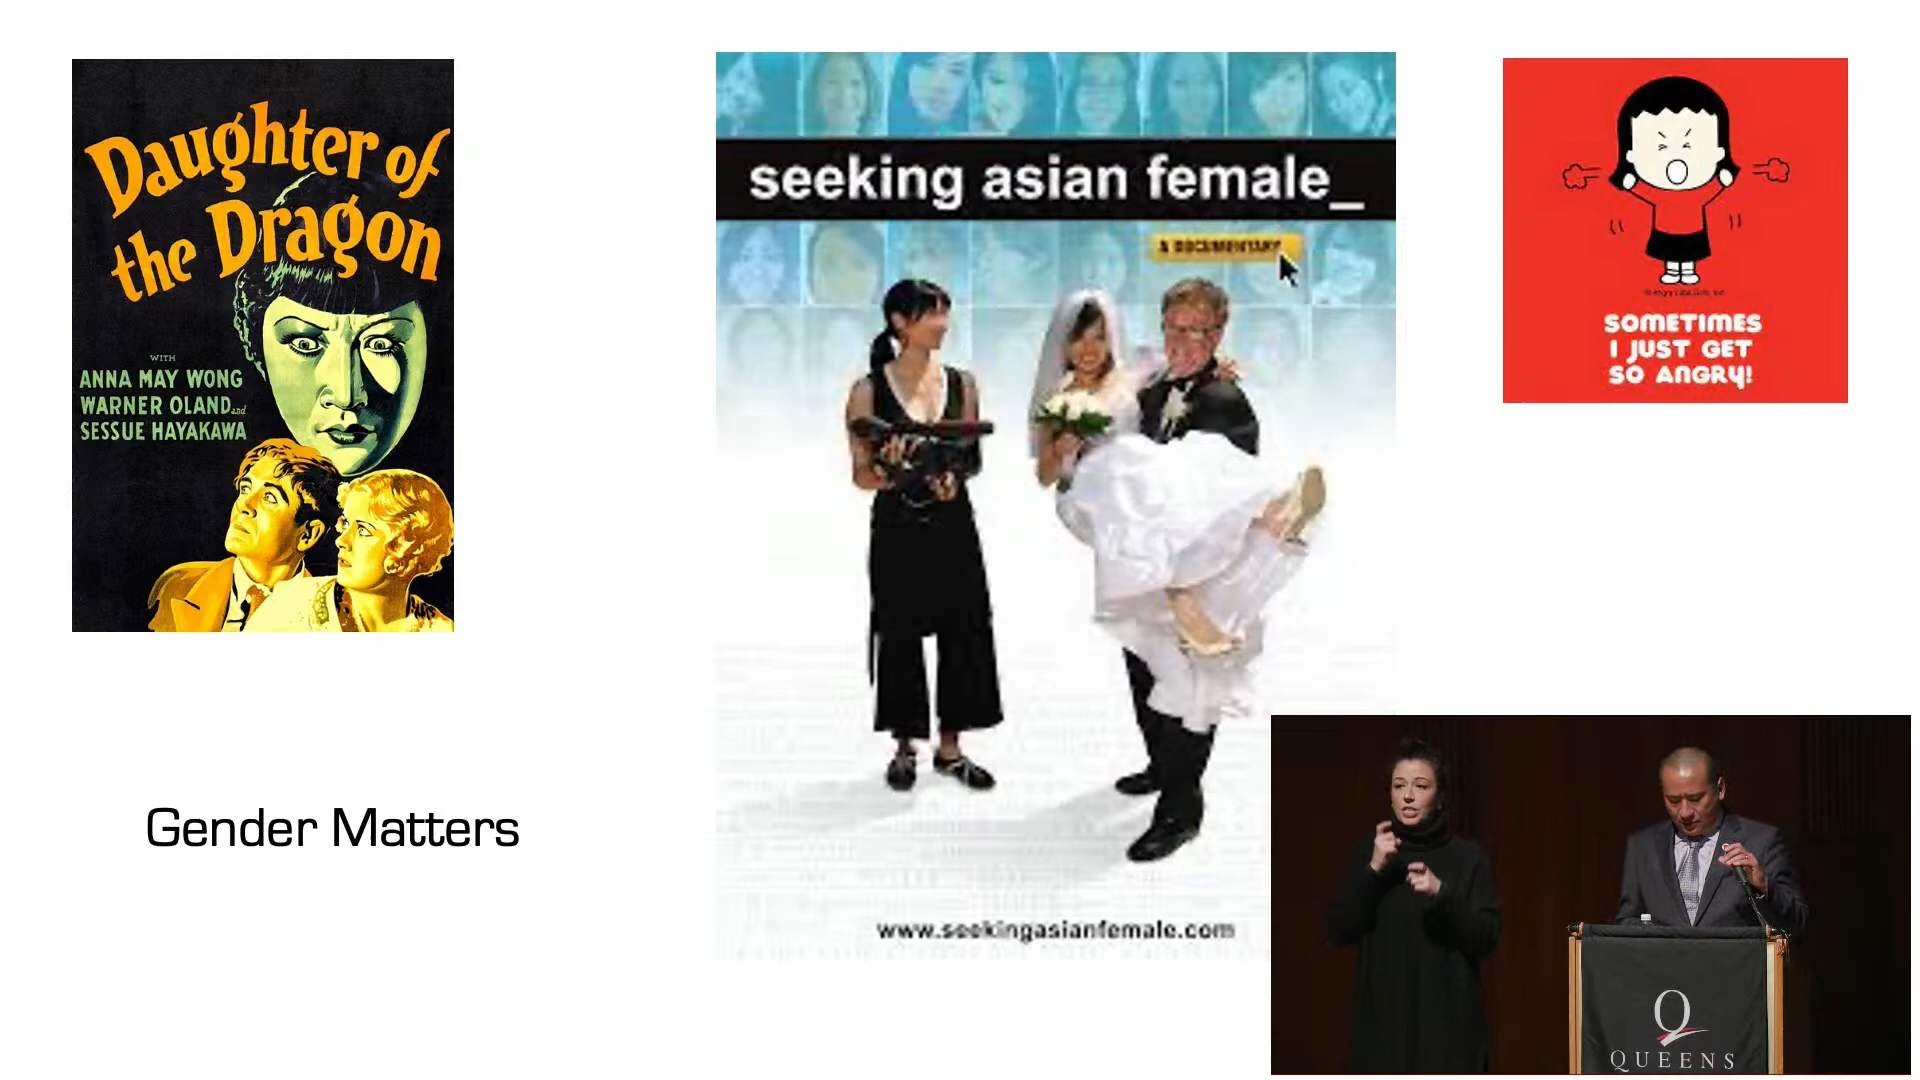 Daughter of
the Dragon
WITH
ANNA MAY WONG
WARNER OLAND and
SESSUE HAYAKAWA
seeking asian female_
A DOCUMENTARY
www.seekingasianfemale.com
SOMETIMES
I JUST GET
SO ANGRY!
Gender Matters
Q
QUEENS